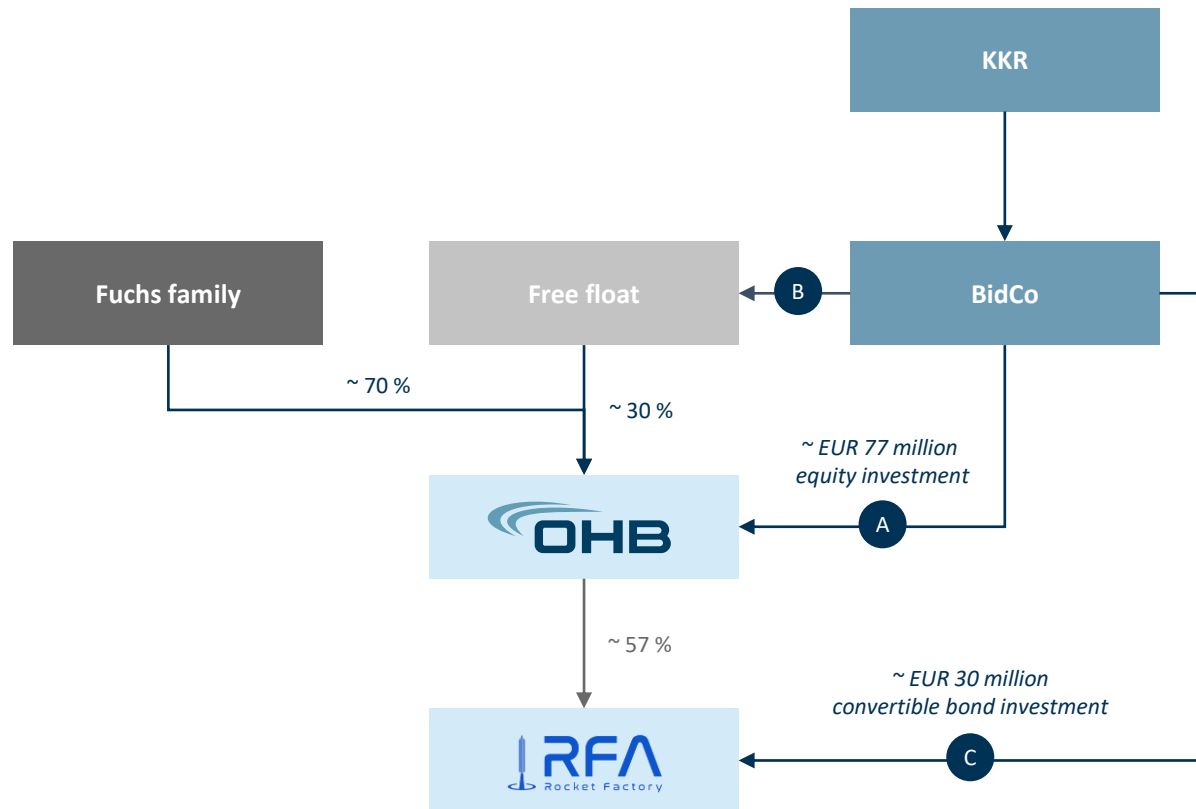 KKR
Fuchs family
Free float
B
BidCo
~ 70 %
~ 30 %
~ EUR 77 million
equity investment
OHB
A
~ 57 %
~ EUR 30 million
convertible bond investment
RFA
Rocket Factory
C